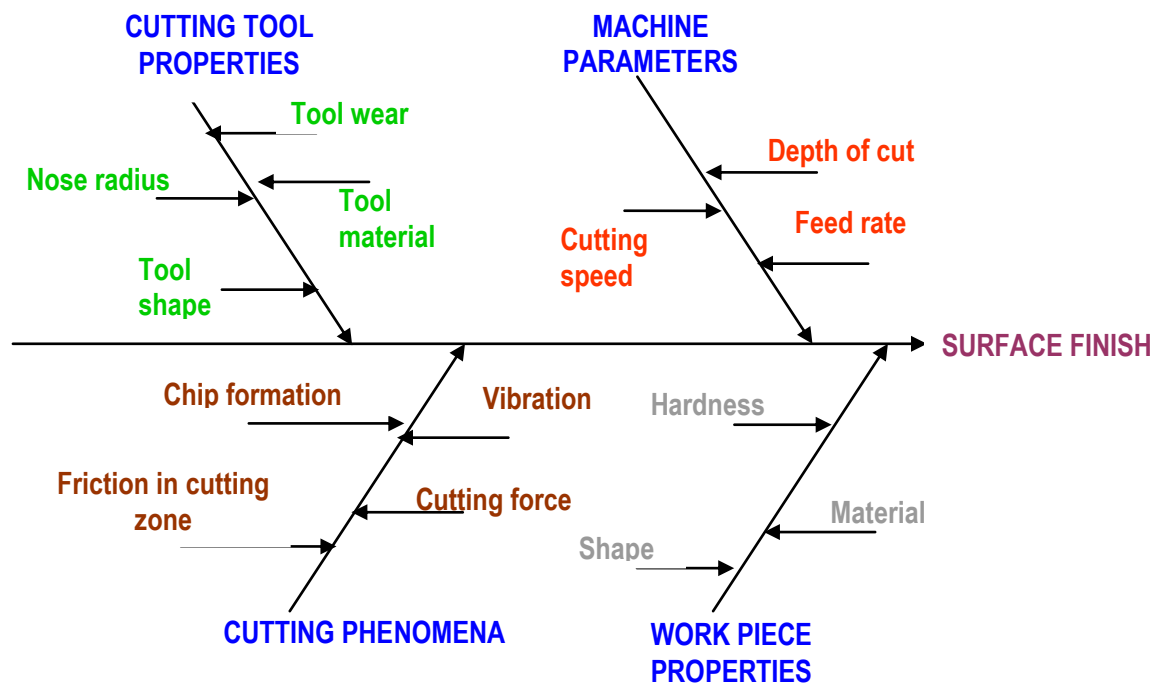 CUTTING TOOL
PROPERTIES
MACHINE
PARAMETERS
Tool wear
Nose radius
Tool
material
Tool
shape
Depth of cut
Cutting
speed
Feed rate
SURFACE FINISH
Chip formation
Vibration
Friction in cutting
zone
Cutting force
Hardness
Material
Shape
CUTTING PHENOMENA
WORK PIECE
PROPERTIES